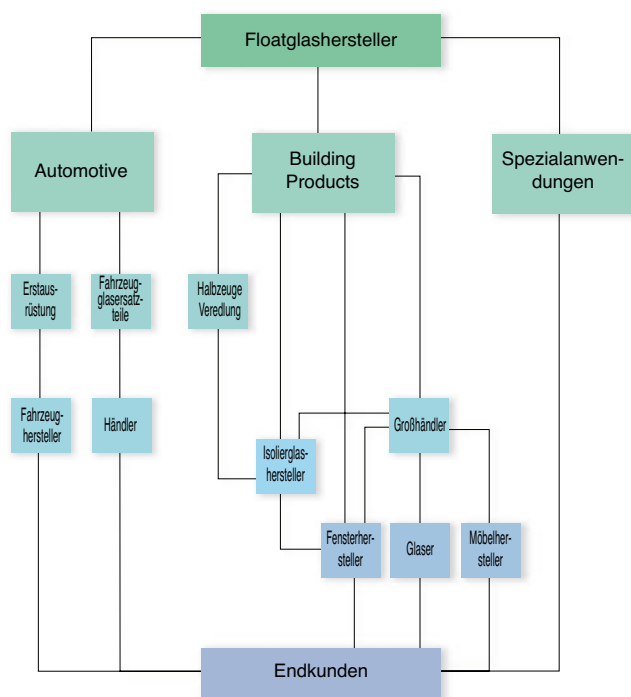 Floatglashersteller
Automotive
Building
Products
Spezialanwen-
dungen
Erstaus-
rüstung
Fahrzeug-
glasersatz-
teile
Halbzeuge
Veredlung
Fahrzeug-
hersteller
Händler
Großhändler
Isolierglas-
hersteller
Fensterher-
steller
Glaser
Möbelher-
steller
Endkunden